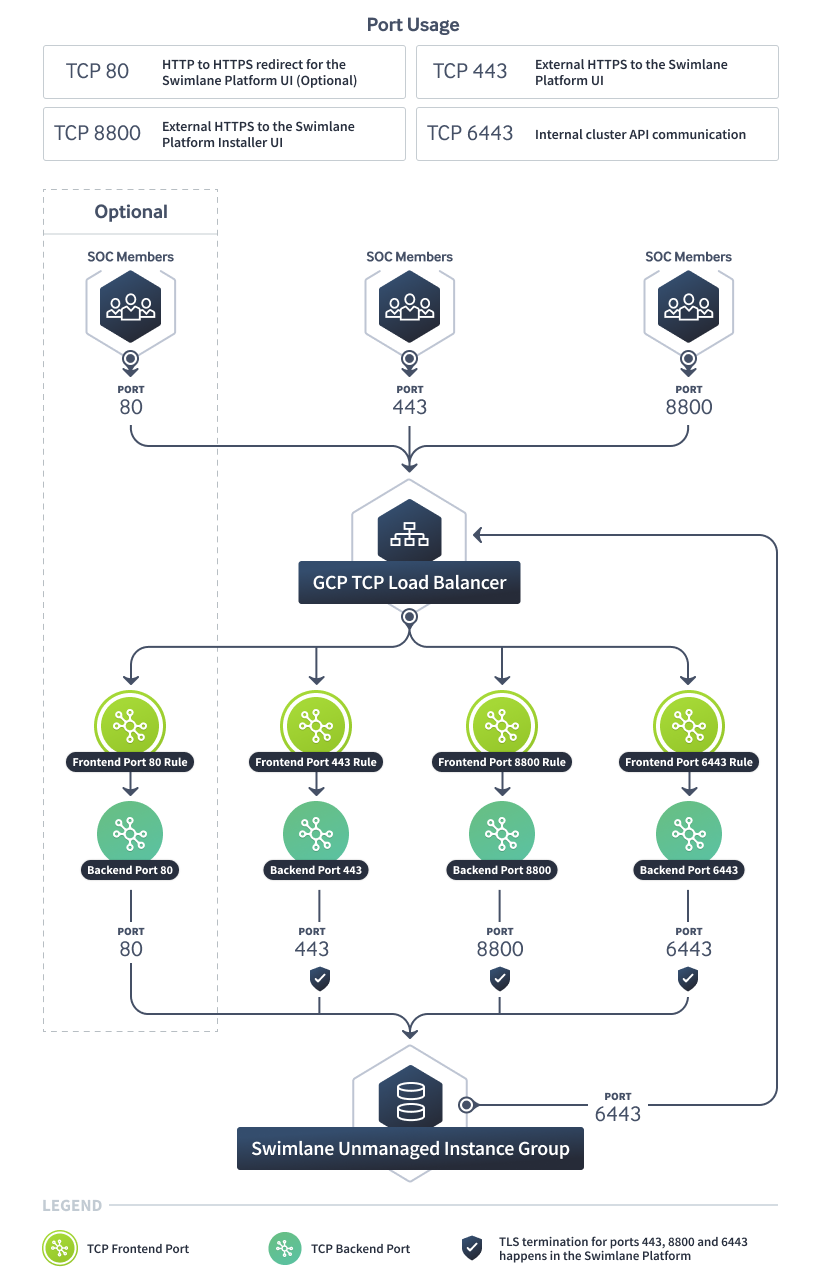 Port Usage
TCP 80
HTTP to HTTPS redirect for the
Swimlane Platform UI (Optional)
TCP 443
External HTTPS to the Swimlane
Platform UI
TCP 8800
External HTTPS to the Swimlane
Platform Installer UI
TCP 6443
Internal cluster API communication
Optional
SOC Members
SOC Members
SOC Members
PORT
80
PORT
443
PORT
8800
GCP TCP Load Balancer
Frontend Port 80 Rule
Frontend Port 443 Rule
Frontend Port 8800 Rule
Frontend Port 6443 Rule
Backend Port 80
Backend Port 443
Backend Port 8800
Backend Port 6443
PORT
80
PORT
443
PORT
8800
PORT
6443
PORT
6443
Swimlane Unmanaged Instance Group
LEGEND
TCP Frontend Port
TCP Backend Port
TLS termination for ports 443, 8800 and 6443
happens in the Swimlane Platform